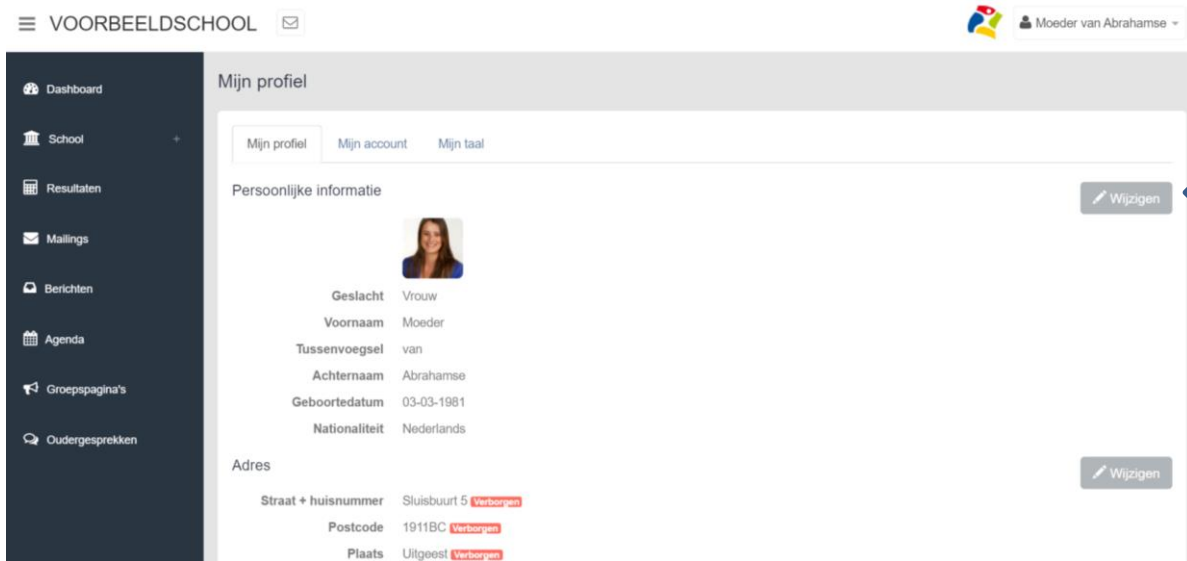 VOORBEELDSCHOOL
Moeder van Abrahamse
Dashboard
School +
Resultaten
Mailings
Berichten
Agenda
Groepspagina's
Oudergesprekken
Mijn profiel
Mijn profiel Mijn account Mijn taal
Persoonlijke informatie
Wijzigen
Geslacht Vrouw
Voornaam Moeder
Tussenvoegsel van
Achternaam Abrahamse
Geboortedatum 03-03-1981
Nationaliteit Nederlands
Adres
Wijzigen
Straat + huisnummer Sluisbuurt 5 Verborgen
Postcode 1911BC Verborgen
Plaats Uitgeest Verborgen